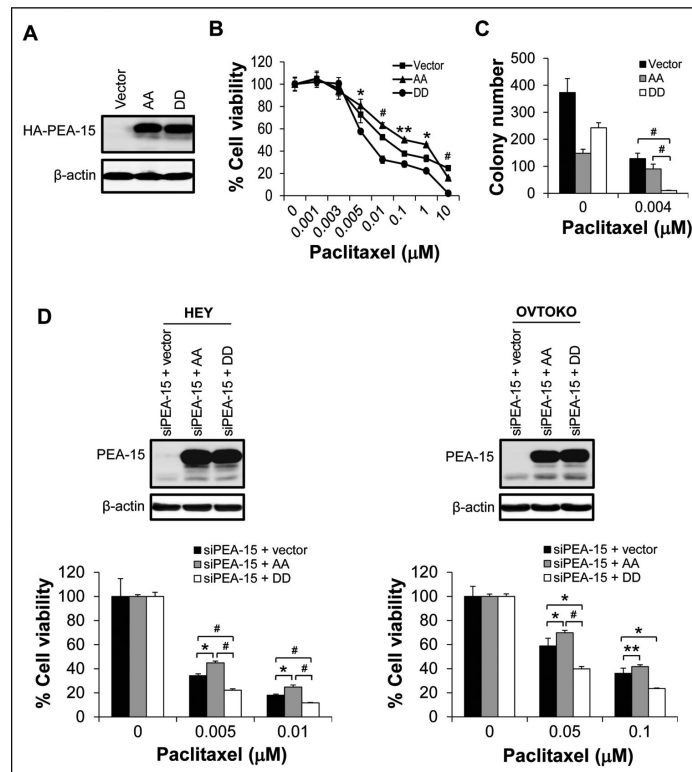 A
Vector
AA
DD
HA-PEA-15
β-actin
B
% Cell viability
120
100
80
60
40
20
0
Vector
AA
DD
*
#
**
*
#
0
0.001
0.003
0.005
0.01
0.1
1
10
Paclitaxel (μM)
C
Colony number
500
400
300
200
100
0
Vector
AA
DD
#
#
0
0.004
Paclitaxel (μM)
D
HEY
siPEA-15 + vector
siPEA-15 + AA
siPEA-15 + DD
PEA-15
β-actin
siPEA-15 + vector
siPEA-15 + AA
siPEA-15 + DD
% Cell viability
120
100
80
60
40
20
0
#
*
#
#
*
#
0
0.005
0.01
Paclitaxel (μM)
OVTOKO
siPEA-15 + vector
siPEA-15 + AA
siPEA-15 + DD
PEA-15
β-actin
siPEA-15 + vector
siPEA-15 + AA
siPEA-15 + DD
% Cell viability
120
100
80
60
40
20
0
*
*
#
*
**
0
0.05
0.1
Paclitaxel (μM)